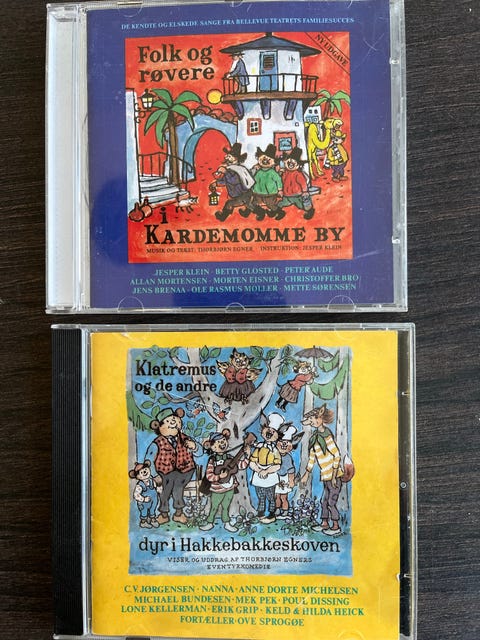 DE KENDTE OG ELSKEDE SANGE FRA BELLEVUE TEATRETS FAMILIESUCCES
Folk og
røvere
NY UDGAVE
i
KARDEMOMME BY
MUSIK OG TEKST: THORBJØRN EGNER INSTRUKTION: JESPER KLEIN
JESPER KLEIN · BETTY GLOSTED · PETER AUDE
ALLAN MORTENSEN · MORTEN EISNER · CHRISTOFFER BRO
JENS BRENAA · OLE RASMUS MØLLER · METTE SØRENSEN
Klatremus
og de andre
dyr i Hakkebakkeskoven
VISER OG UDDRAG AF THORBJØRN EGNERS
EVENTYRKOMEDIE
C.V. JØRGENSEN · NANNA · ANNE DORTE MICHELSEN
MICHAEL BUNDESEN · MEK PEK · POUL DISSING
LONE KELLERMAN · ERIK GRIP · KELD & HILDA HEICK
FORTÆLLER · OVE SPROGØE